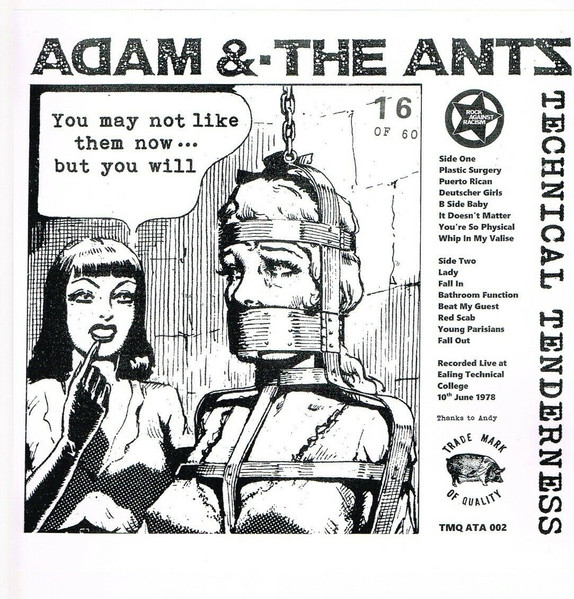 ADAM &·THE ANTZ
You may not like
them now...
but you will
16
OF 60
ROCK
AGAINST
RACISM
TECHNICAL TENDERNESS
Side One
Plastic Surgery
Puerto Rican
Deutscher Girls
B Side Baby
It Doesn't Matter
You're So Physical
Whip In My Valise
Side Two
Lady
Fall In
Bathroom Function
Beat My Guest
Red Scab
Young Parisians
Fall Out
Recorded Live at
Ealing Technical
College
10th June 1978
Thanks to Andy
TRADE MARK
OF QUALITY
TMQ ATA 002